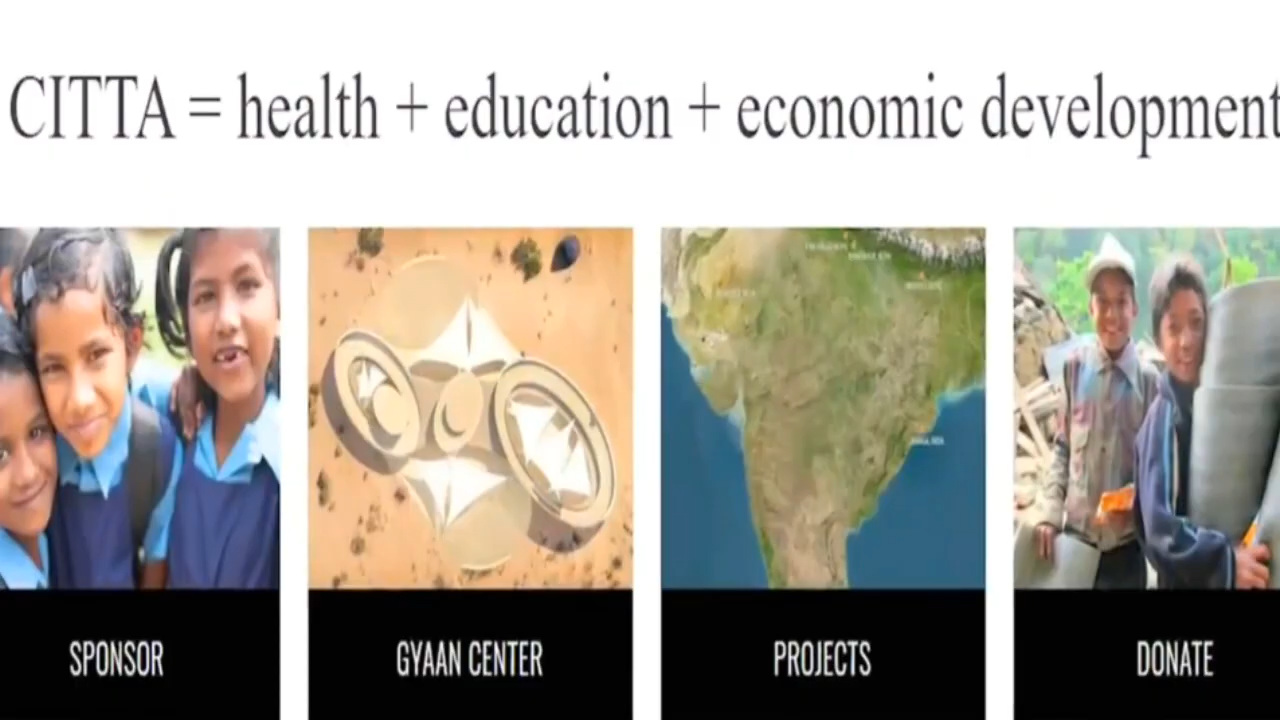 CITTA = health + education + economic development
SPONSOR
GYAAN CENTER
PROJECTS
DONATE